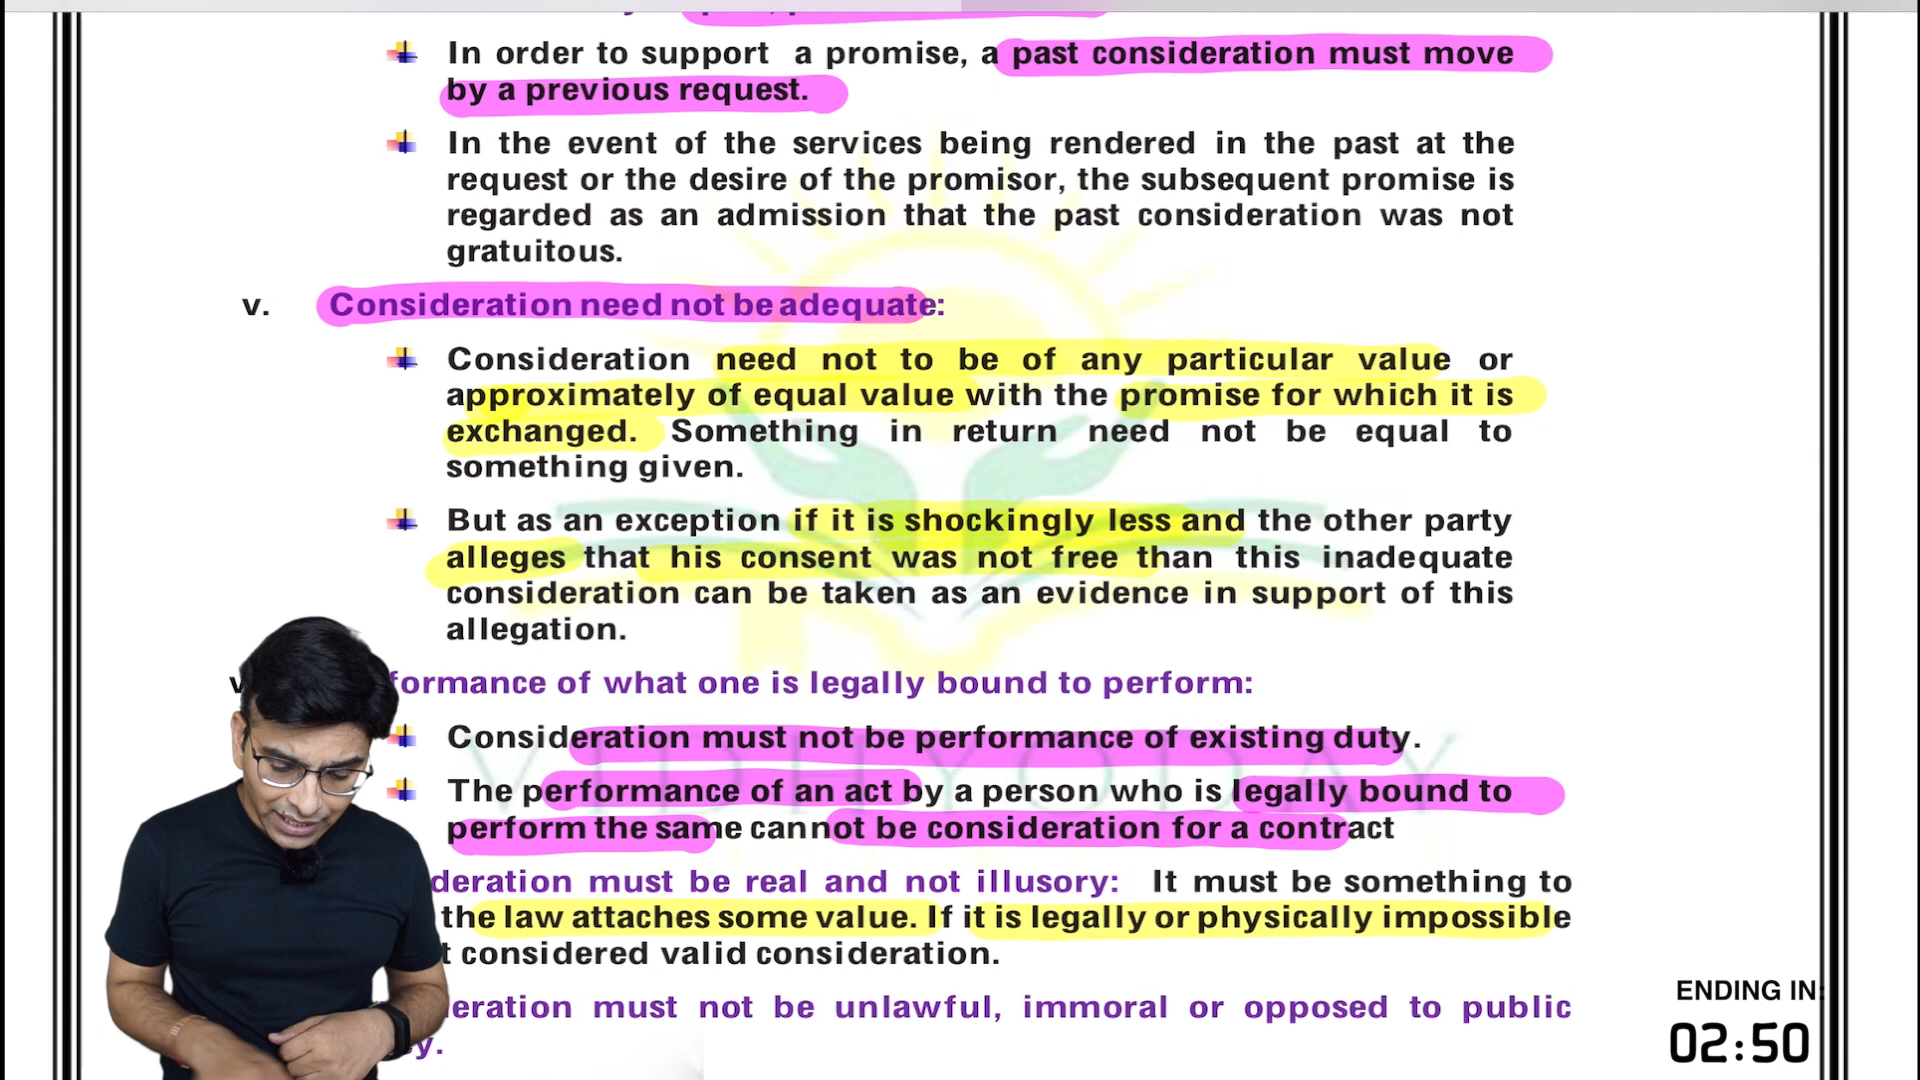 In order to support a promise, a past consideration must move
by a previous request.
In the event of the services being rendered in the past at the
request or the desire of the promisor, the subsequent promise is
regarded as an admission that the past consideration was not
gratuitous.
v. Consideration need not be adequate:
Consideration need not to be of any particular value or
approximately of equal value with the promise for which it is
exchanged. Something in return need not be equal to
something given.
But as an exception if it is shockingly less and the other party
alleges that his consent was not free than this inadequate
consideration can be taken as an evidence in support of this
allegation.
formance of what one is legally bound to perform:
Consideration must not be performance of existing duty.
The performance of an act by a person who is legally bound to
perform the same cannot be consideration for a contract
deration must be real and not illusory: It must be something to
the law attaches some value. If it is legally or physically impossible
t considered valid consideration.
eration must not be unlawful, immoral or opposed to public
y.
VIDHYODAY
ENDING IN:
02:50